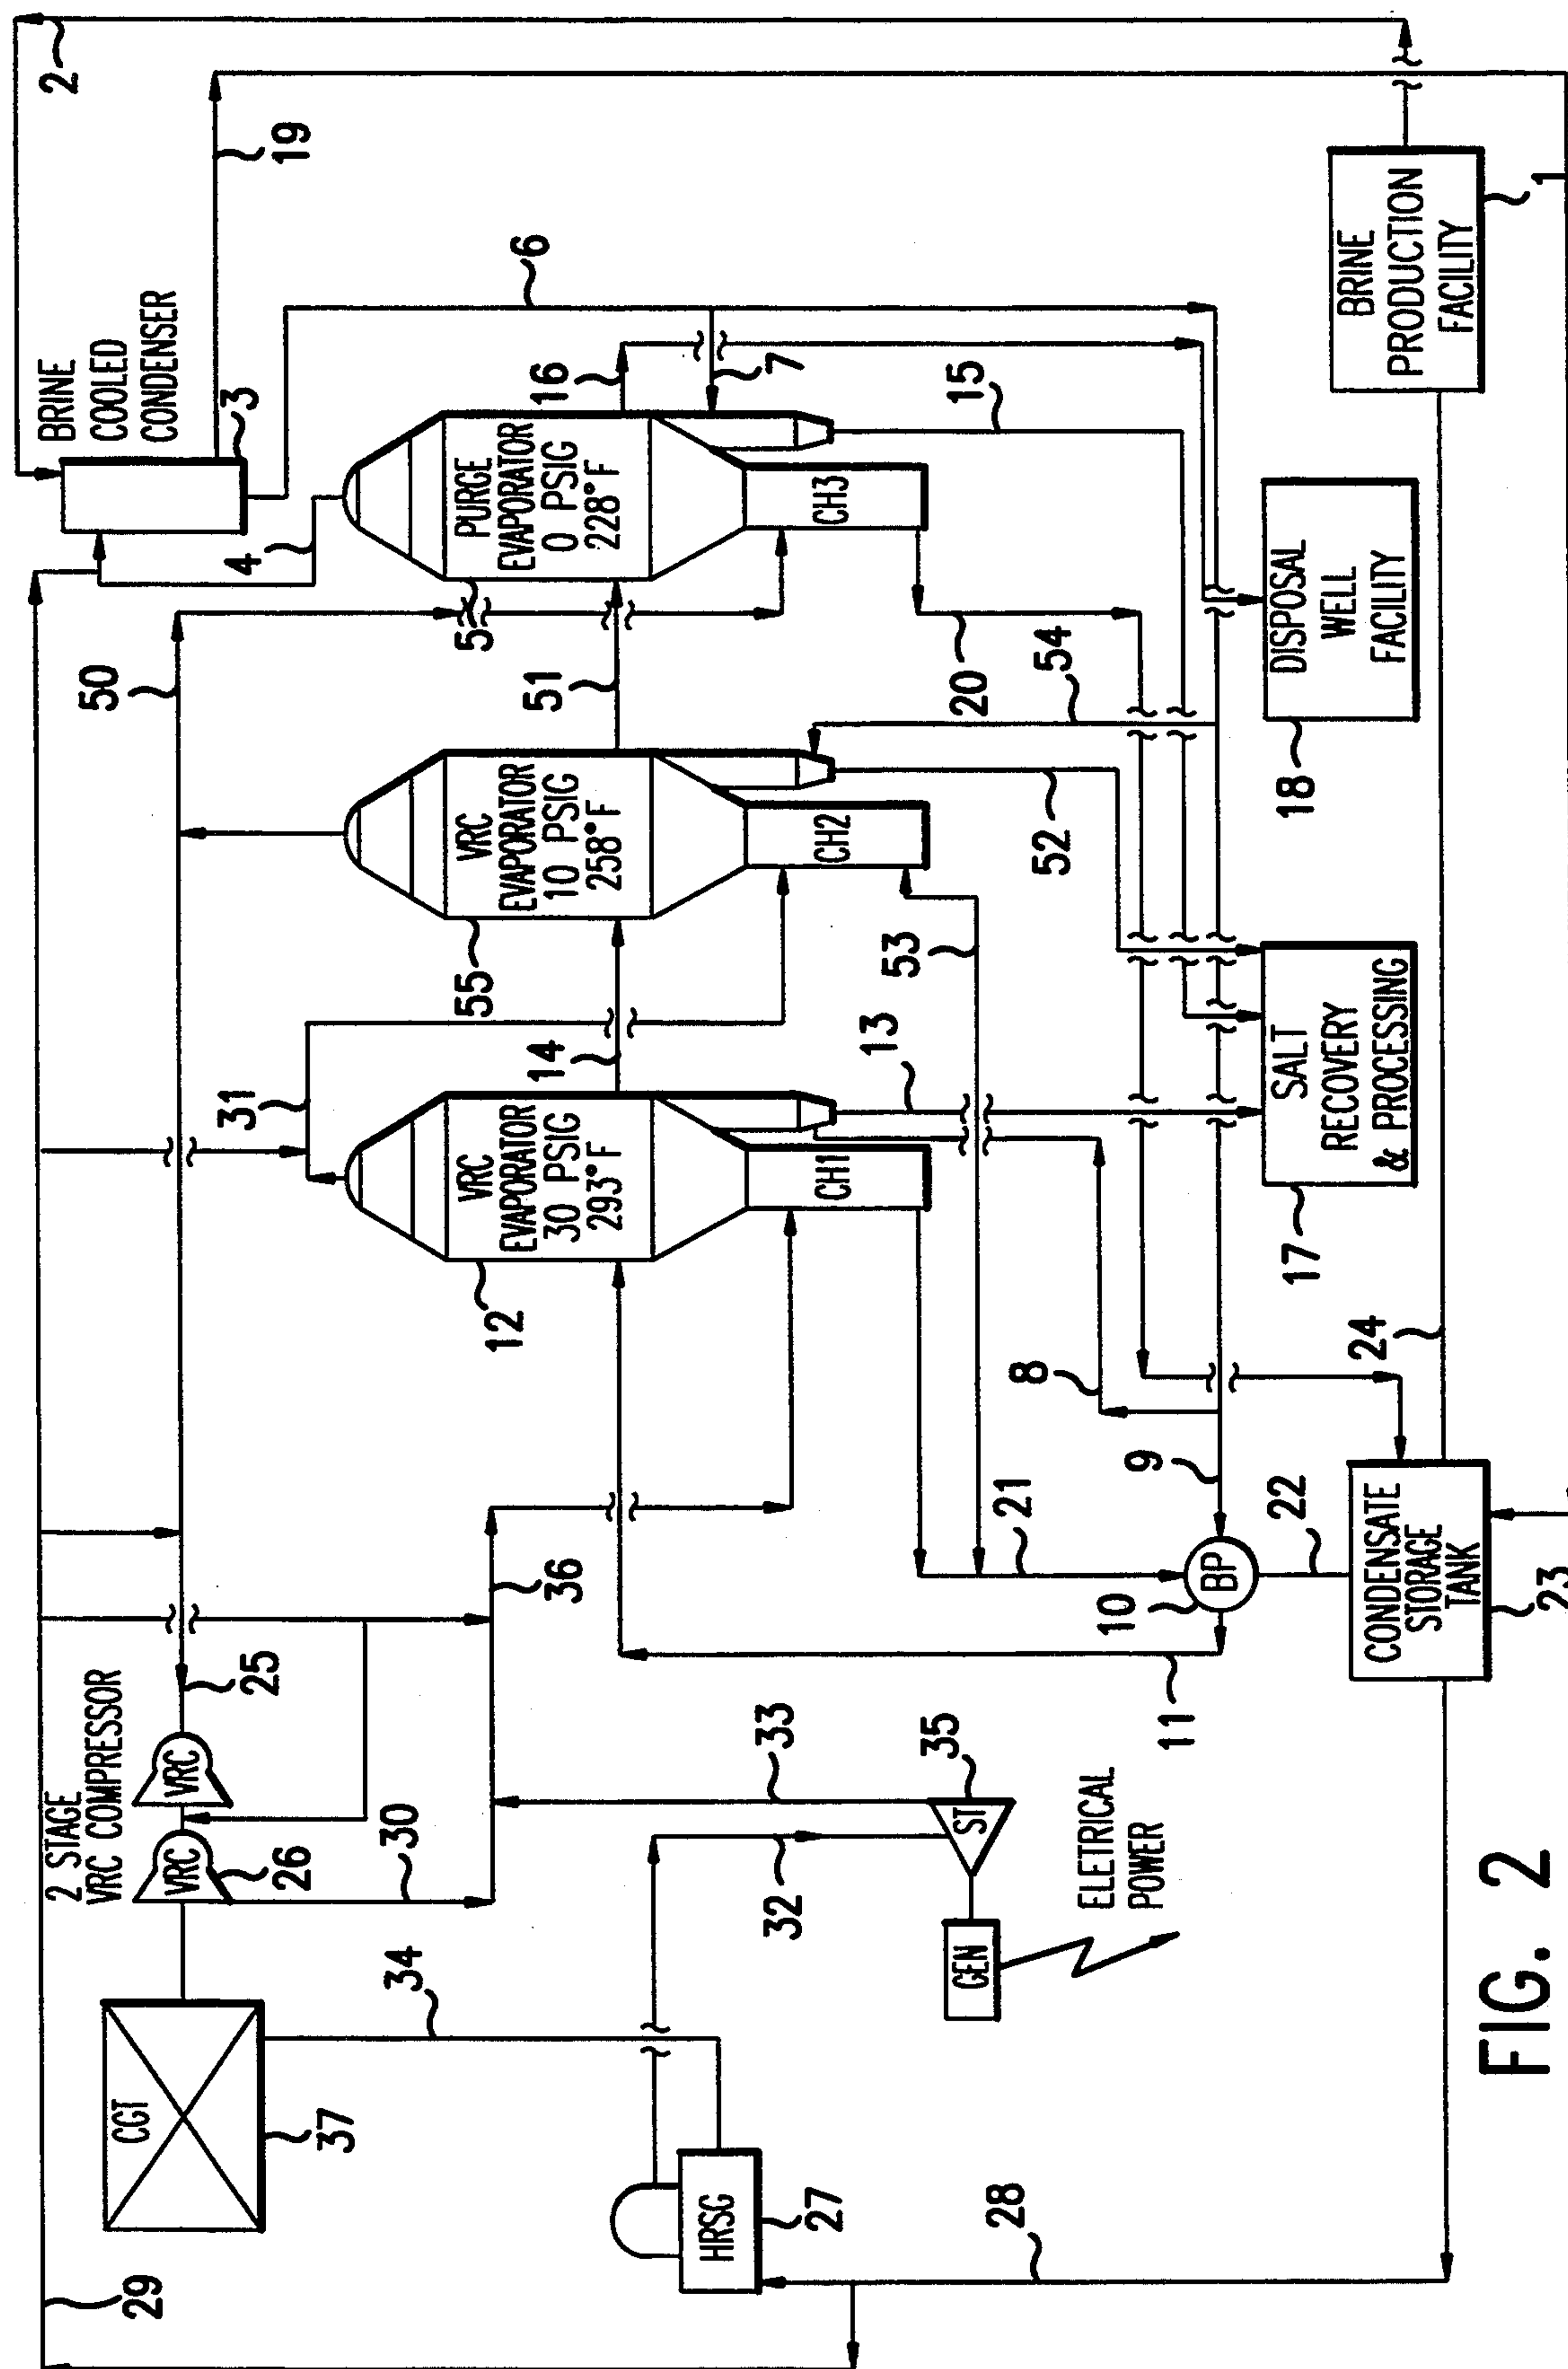 2 STAGE
VRC COMPRESSOR
CGT
37
VRC
VRC
26
25
29
34
30
36
50
31
BRINE
COOLED
CONDENSER
3
2
19
4
6
HRSG
27
28
32
33
ST
35
GEN
ELETRICAL
POWER
VRC
EVAPORATOR
30 PSIG
293°F
12
CH1
14
VRC
EVAPORATOR
10 PSIG
258°F
55
CH2
51
PURGE
EVAPORATOR
0 PSIG
228°F
5
CH3
16
7
15
13
53
52
54
20
8
9
21
BP
10
11
22
CONDENSATE
STORAGE
TANK
23
24
SALT
RECOVERY
& PROCESSING
17
DISPOSAL
WELL
FACILITY
18
BRINE
PRODUCTION
FACILITY
1
FIG. 2